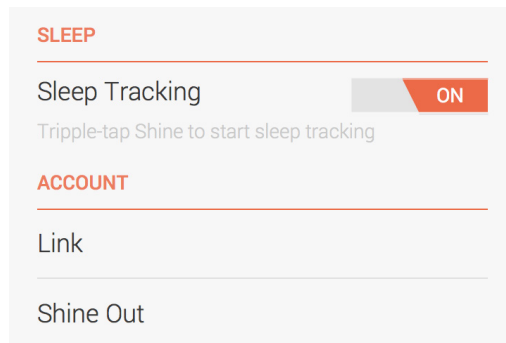 SLEEP
Sleep Tracking ON
Tripple-tap Shine to start sleep tracking
ACCOUNT
Link
Shine Out